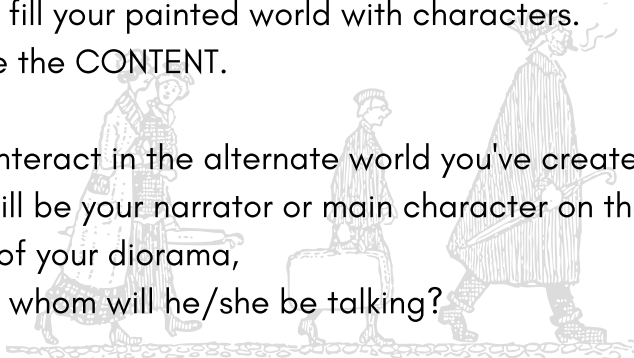 fill your painted world with characters.
e the CONTENT.
nteract in the alternate world you've create
ill be your narrator or main character on th
of your diorama,
whom will he/she be talking?